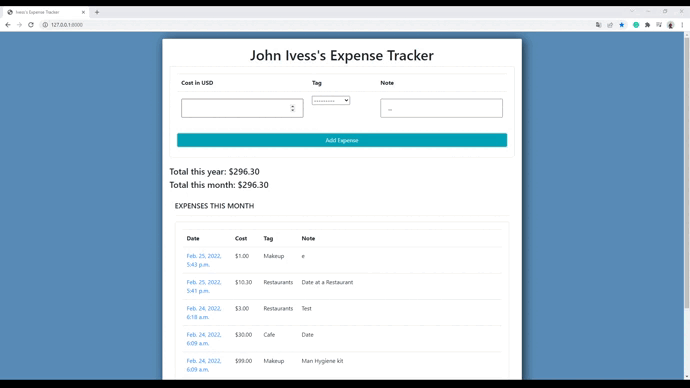 Ivess's Expense Tracker
127.0.0.1:8000
John Ivess's Expense Tracker
Cost in USD Tag Note
--------- ...
Add Expense
Total this year: $296.30
Total this month: $296.30
EXPENSES THIS MONTH
Date Cost Tag Note
Feb. 25, 2022, 5:43 p.m. $1.00 Makeup e
Feb. 25, 2022, 5:41 p.m. $10.30 Restaurants Date at a Restaurant
Feb. 24, 2022, 6:18 a.m. $3.00 Restaurants Test
Feb. 24, 2022, 6:09 a.m. $30.00 Cafe Date
Feb. 24, 2022, 6:09 a.m. $99.00 Makeup Man Hygiene kit